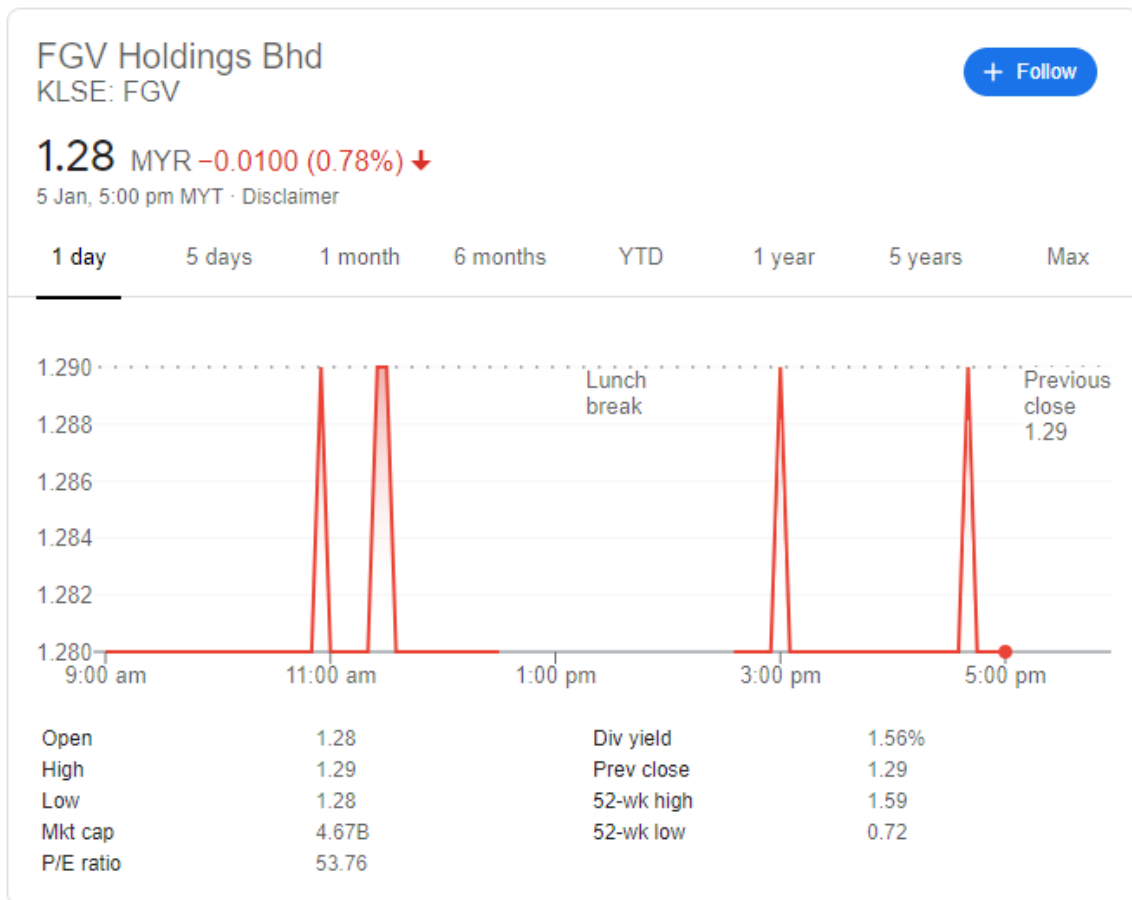 FGV Holdings Bhd
KLSE: FGV
+ Follow
1.28 MYR −0.0100 (0.78%) ↓
5 Jan, 5:00 pm MYT · Disclaimer
1 day 5 days 1 month 6 months YTD 1 year 5 years Max
1.290
1.288
1.286
1.284
1.282
1.280
Lunch
break
Previous
close
1.29
9:00 am 11:00 am 1:00 pm 3:00 pm 5:00 pm
Open 1.28 Div yield 1.56%
High 1.29 Prev close 1.29
Low 1.28 52-wk high 1.59
Mkt cap 4.67B 52-wk low 0.72
P/E ratio 53.76